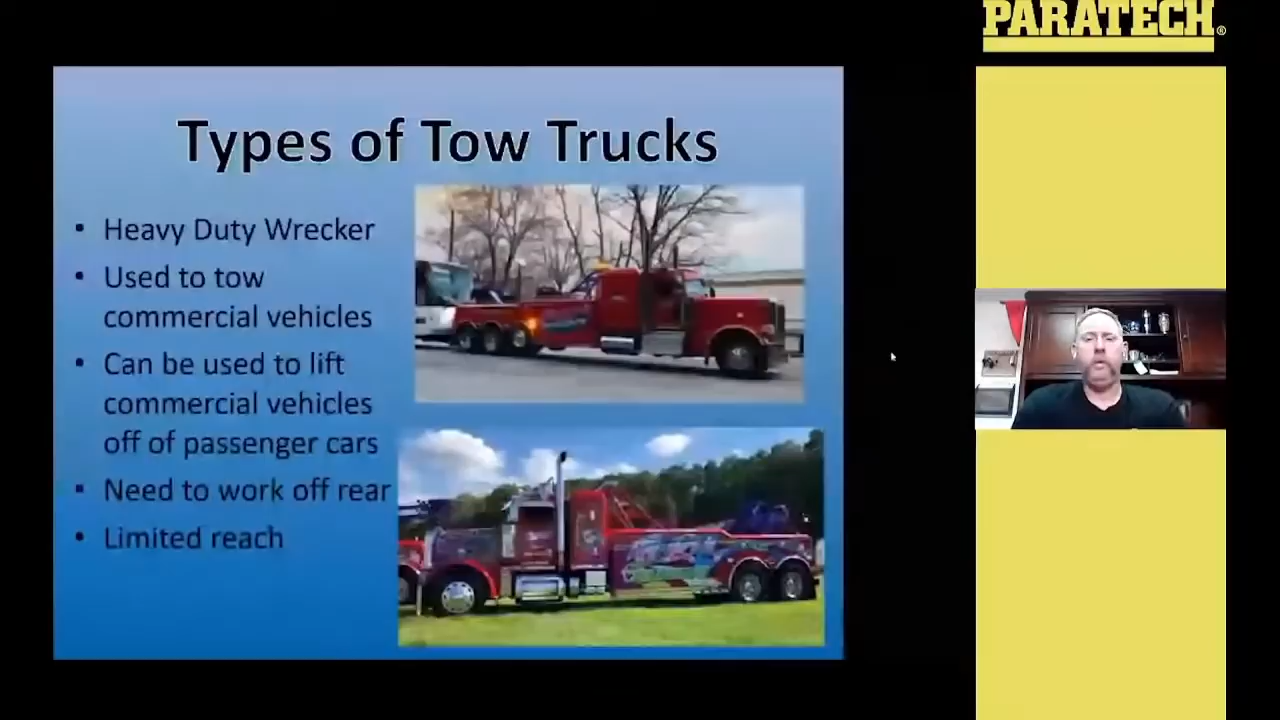 PARATECH®
Types of Tow Trucks
• Heavy Duty Wrecker
• Used to tow
commercial vehicles
• Can be used to lift
commercial vehicles
off of passenger cars
• Need to work off rear
• Limited reach